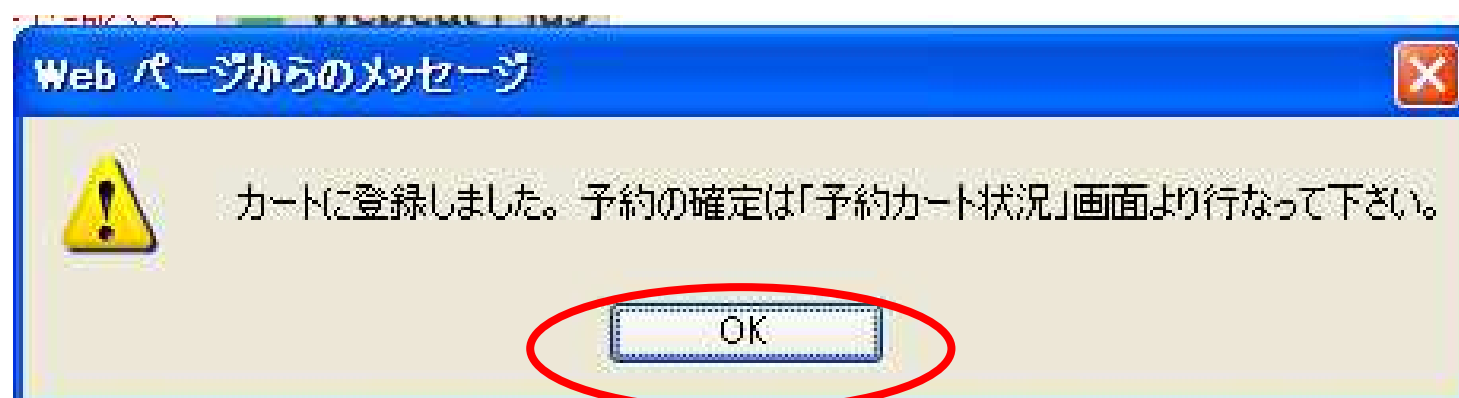 Webcat Plus
Web ページからのメッセージ
カートに登録しました。予約の確定は「予約カート状況」画面より行なって下さい。
OK